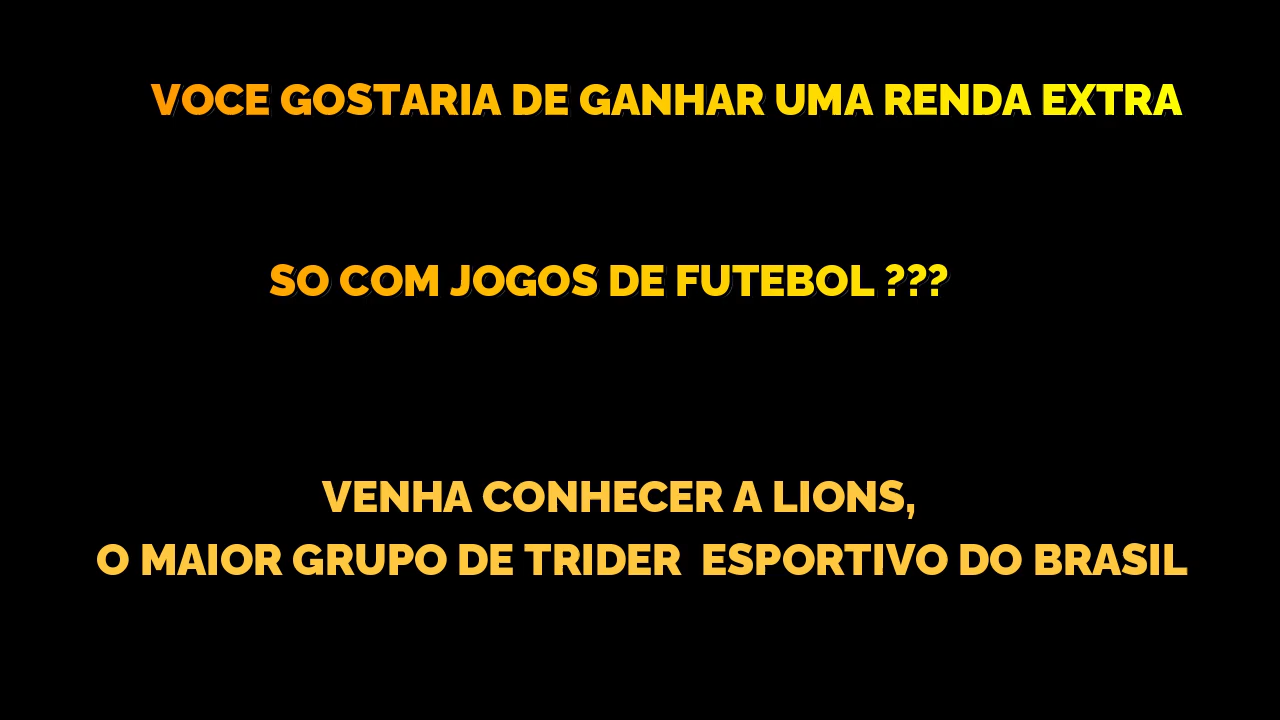 VOCE GOSTARIA DE GANHAR UMA RENDA EXTRA
SO COM JOGOS DE FUTEBOL ???
VENHA CONHECER A LIONS,
O MAIOR GRUPO DE TRIDER  ESPORTIVO DO BRASIL